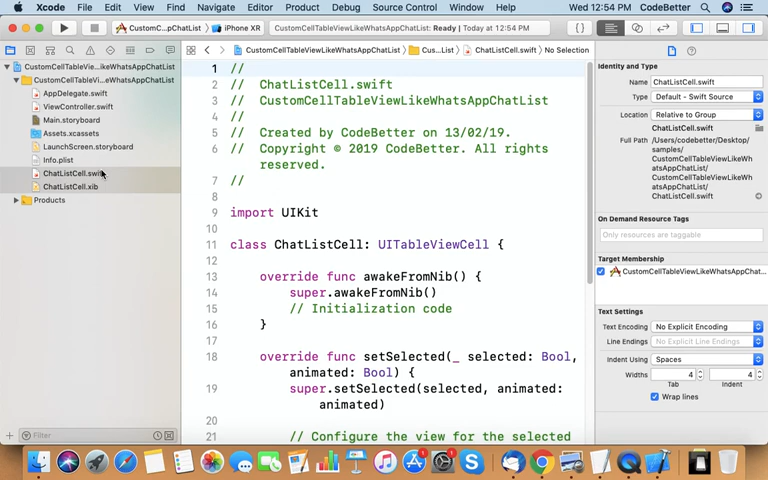 Xcode File Edit View Find Navigate Editor Product Debug Source Control Window Help Wed 12:54 PM CodeBetter
CustomC...pChatList iPhone XR CustomCellTableViewLikeWhatsAppChatList: Ready | Today at 12:54 PM
CustomCellTableViewLikeWhatsAppChatList Cus...List ChatListCell.swift No Selection
CustomCellTableView...ikeWhatsAppChatList
CustomCellTableVi...eWhatsAppChatList
AppDelegate.swift
ViewController.swift
Main.storyboard
Assets.xcassets
LaunchScreen.storyboard
Info.plist
ChatListCell.swift
ChatListCell.xib
Products
Filter
1 //
2 // ChatListCell.swift
3 // CustomCellTableViewLikeWhatsAppChatList
4 //
5 // Created by CodeBetter on 13/02/19.
6 // Copyright © 2019 CodeBetter. All rights
reserved.
7 //
8
9 import UIKit
10
11 class ChatListCell: UITableViewCell {
12
13 override func awakeFromNib() {
14 super.awakeFromNib()
15 // Initialization code
16 }
17
18 override func setSelected(_ selected: Bool,
animated: Bool) {
19 super.setSelected(selected, animated:
animated)
20
21 // Configure the view for the selected
Identity and Type
Name ChatListCell.swift
Type Default - Swift Source
Location Relative to Group
ChatListCell.swift
Full Path /Users/codebetter/Desktop/
samples/
CustomCellTableViewLikeWh
atsAppChatList/
CustomCellTableViewLikeWh
atsAppChatList/
ChatListCell.swift
On Demand Resource Tags
Only resources are taggable
Target Membership
CustomCellTableViewLikeWhatsAppChat...
Text Settings
Text Encoding No Explicit Encoding
Line Endings No Explicit Line Endings
Indent Using Spaces
Widths 4 4
Tab Indent
Wrap lines